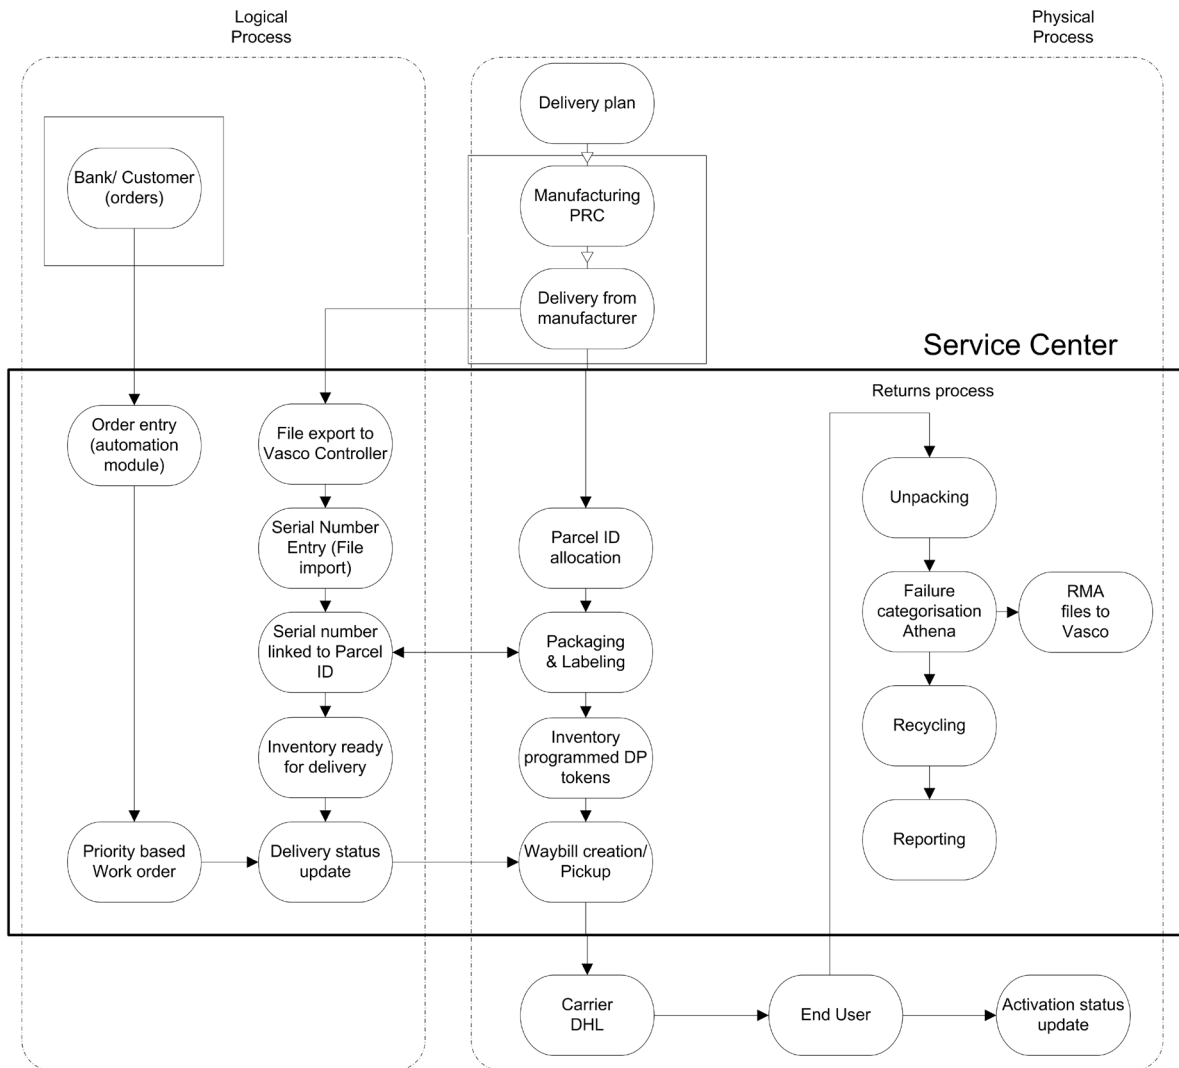 Logical
Process
Physical
Process
Delivery plan
Bank/ Customer
(orders)
Manufacturing
PRC
Delivery from
manufacturer
Service Center
Returns process
Order entry
(automation
module)
File export to
Vasco Controller
Unpacking
Serial Number
Entry (File
import)
Parcel ID
allocation
Failure
categorisation
Athena
RMA
files to
Vasco
Serial number
linked to Parcel
ID
Packaging
& Labeling
Recycling
Inventory ready
for delivery
Inventory
programmed DP
tokens
Reporting
Priority based
Work order
Delivery status
update
Waybill creation/
Pickup
Carrier
DHL
End User
Activation status
update